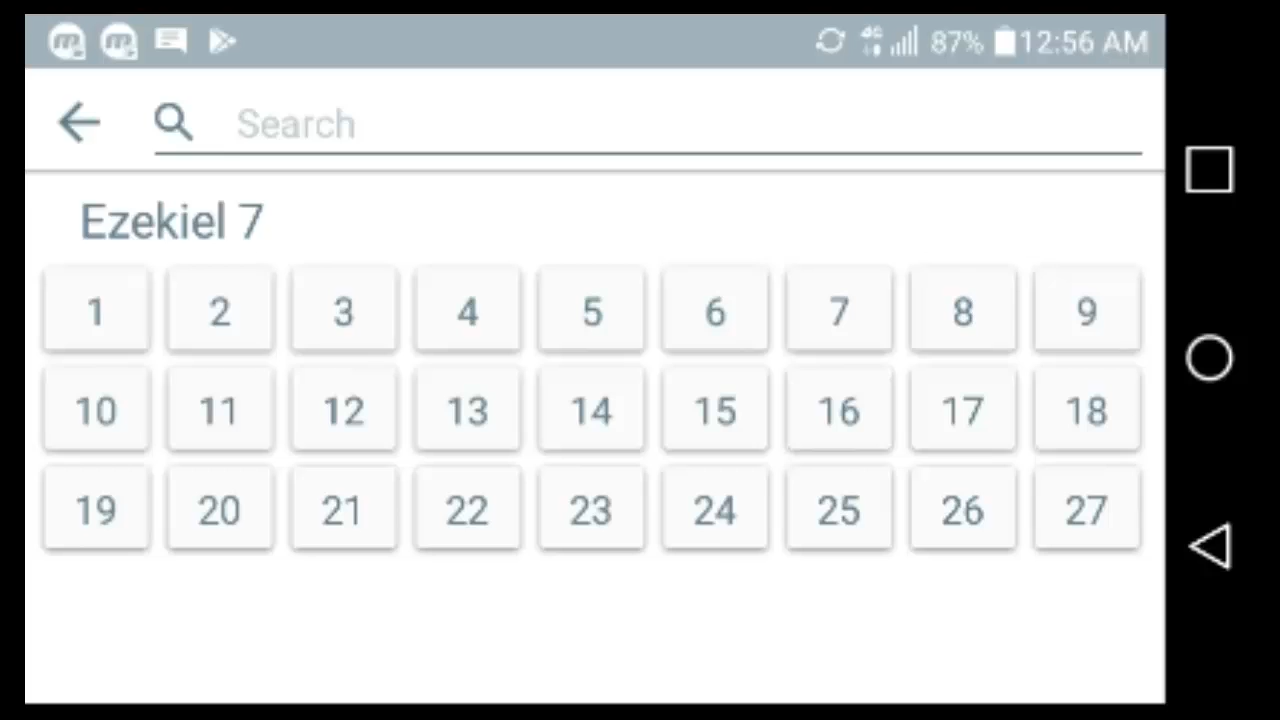 87% 12:56 AM
Search
Ezekiel 7
1 2 3 4 5 6 7 8 9
10 11 12 13 14 15 16 17 18
19 20 21 22 23 24 25 26 27